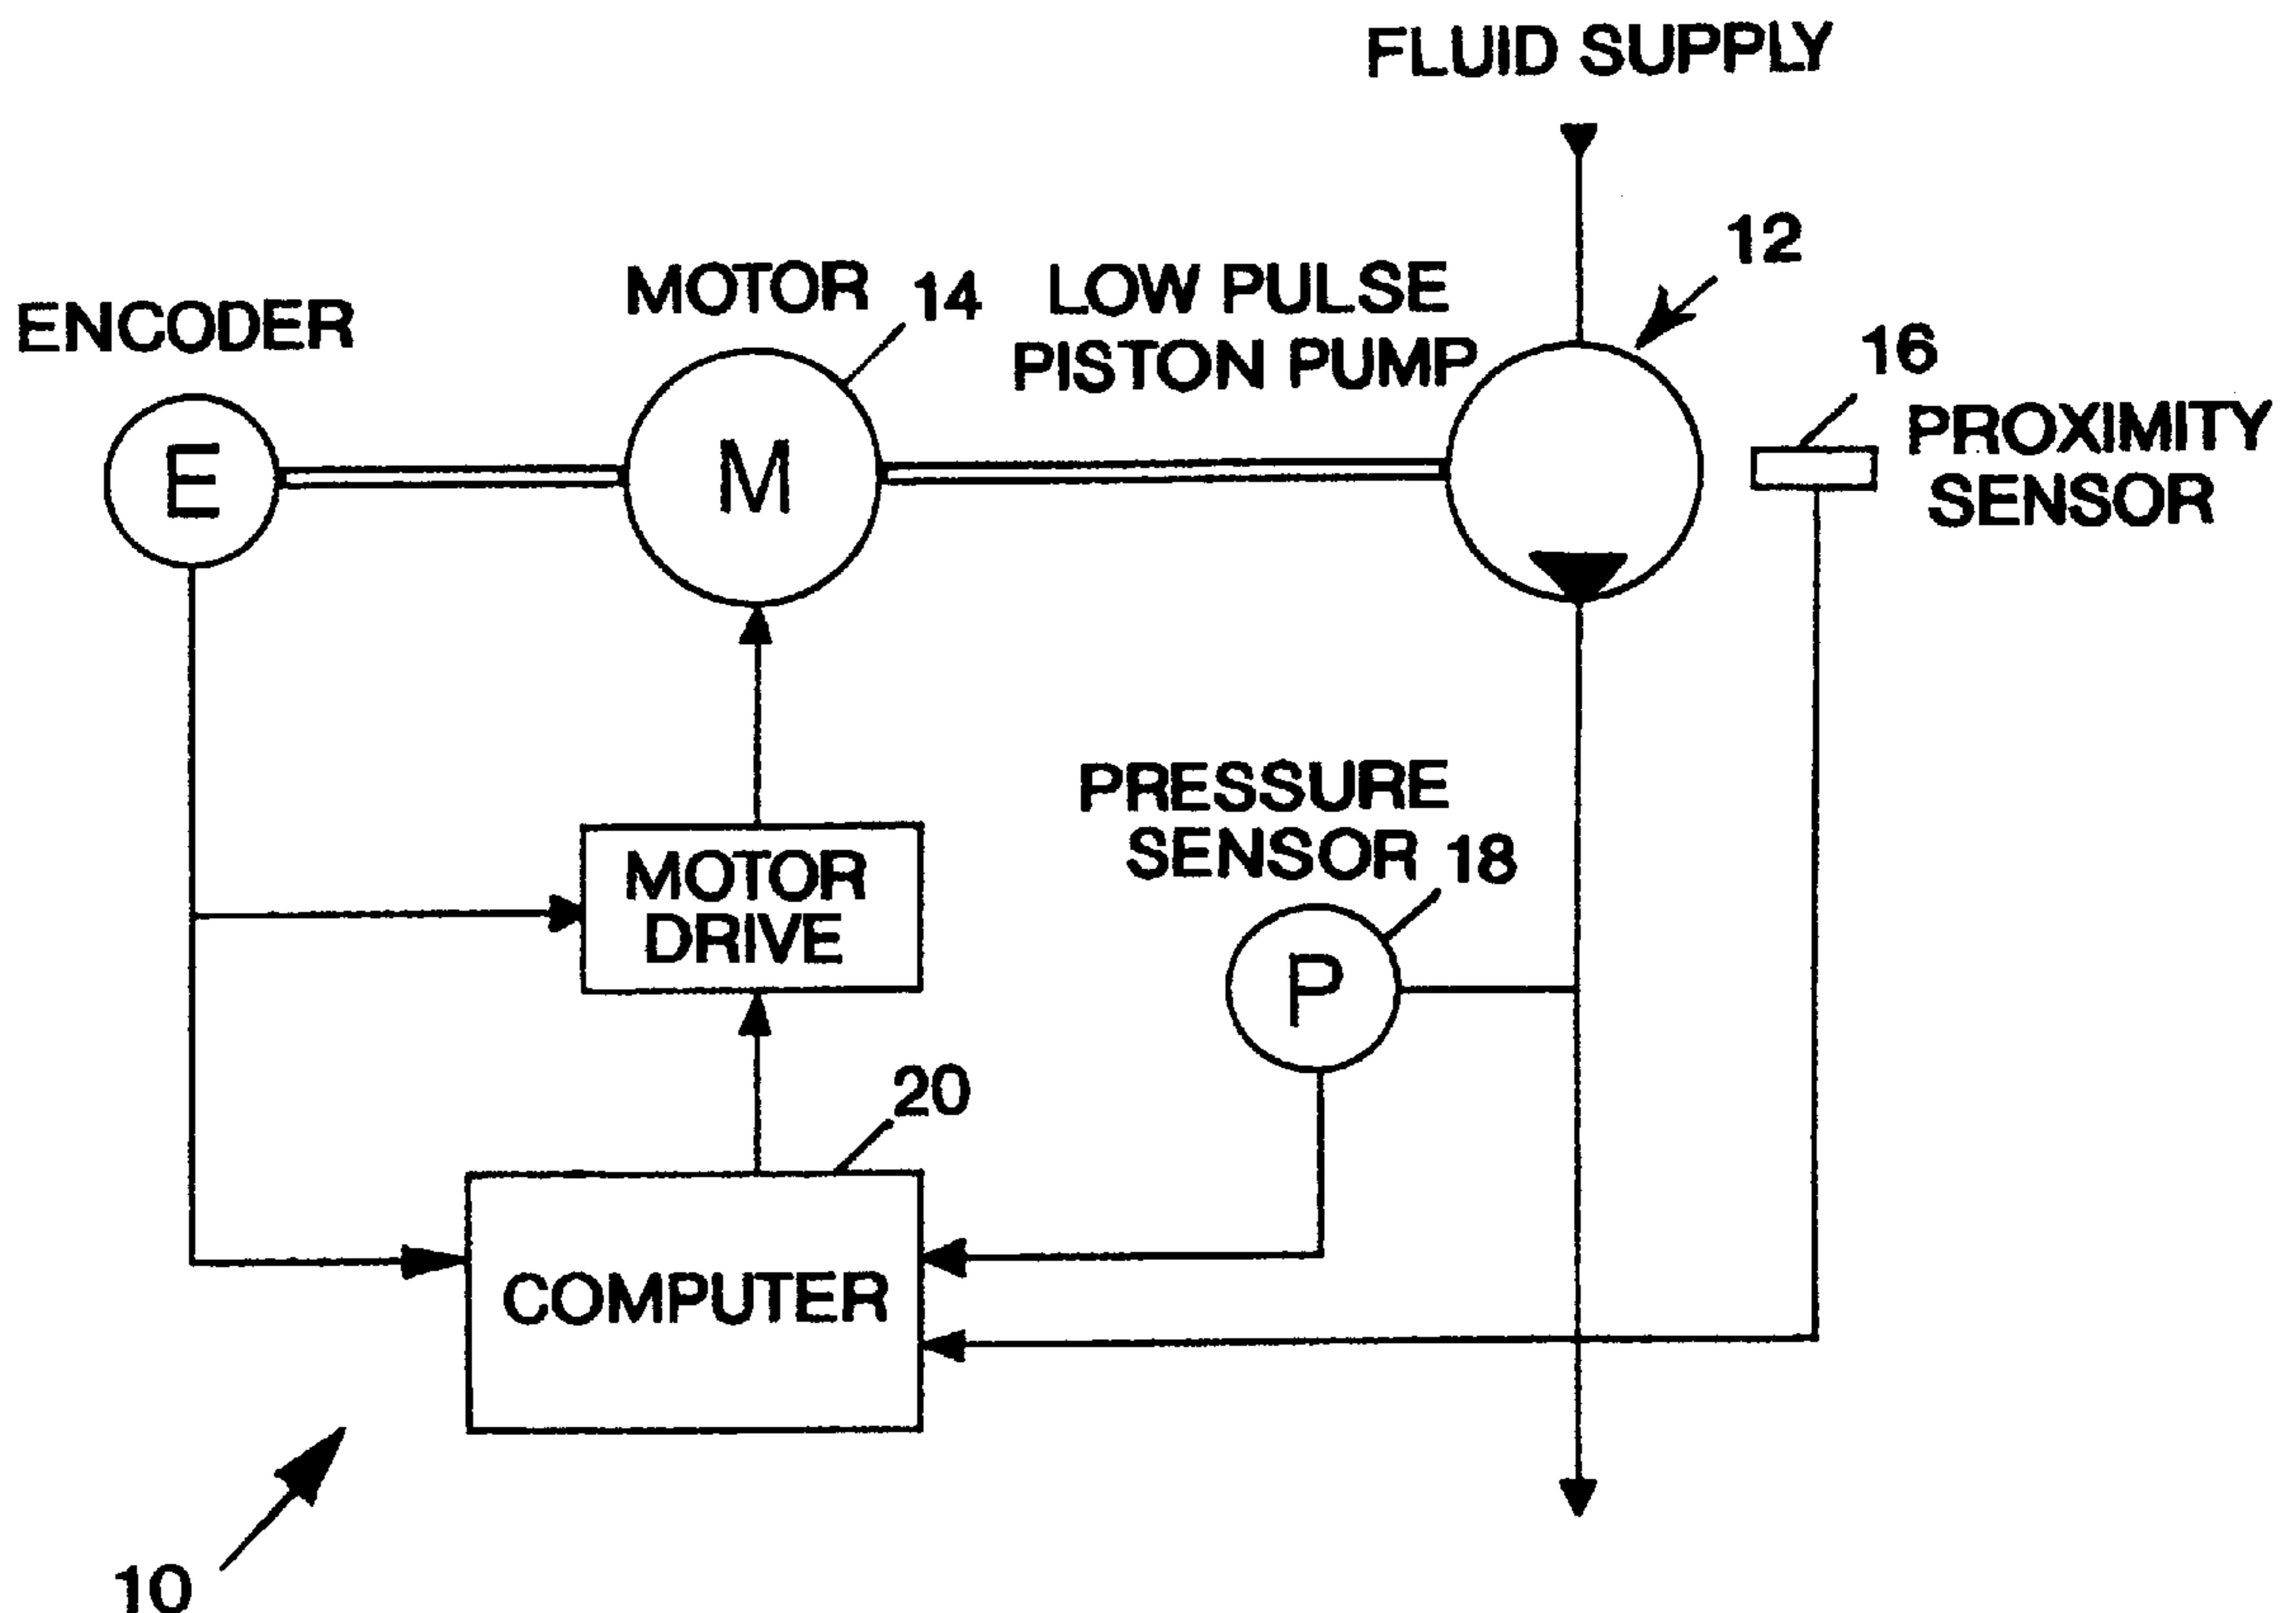 FLUID SUPPLY
12
MOTOR 14
LOW PULSE
PISTON PUMP
ENCODER
16
PROXIMITY
SENSOR
E
M
PRESSURE
SENSOR 18
MOTOR
DRIVE
P
20
COMPUTER
10